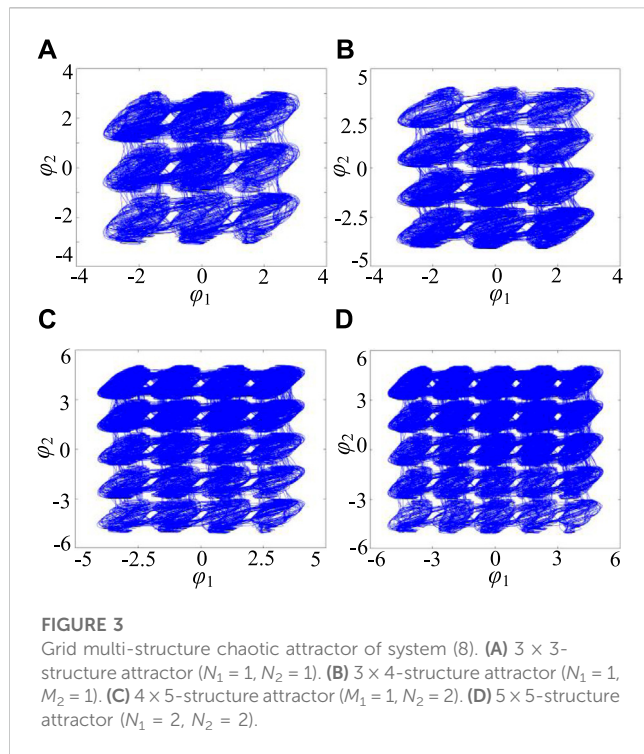 A
4
2
φ2
0
-2
-4
-4 -2 0 2 4
φ1
B
5
2.5
φ2
0
-2.5
-5
-4 -2 0 2 4
φ1
C
6
3
φ2
0
-3
-6
-5 -2.5 0 2.5 5
φ1
D
6
3
φ2
0
-3
-6
-6 -3 0 3 6
φ1
FIGURE 3
Grid multi-structure chaotic attractor of system (8). (A) 3 × 3-
structure attractor (N1 = 1, N2 = 1). (B) 3 × 4-structure attractor (N1 = 1,
M2 = 1). (C) 4 × 5-structure attractor (M1 = 1, N2 = 2). (D) 5 × 5-structure
attractor (N1 = 2, N2 = 2).